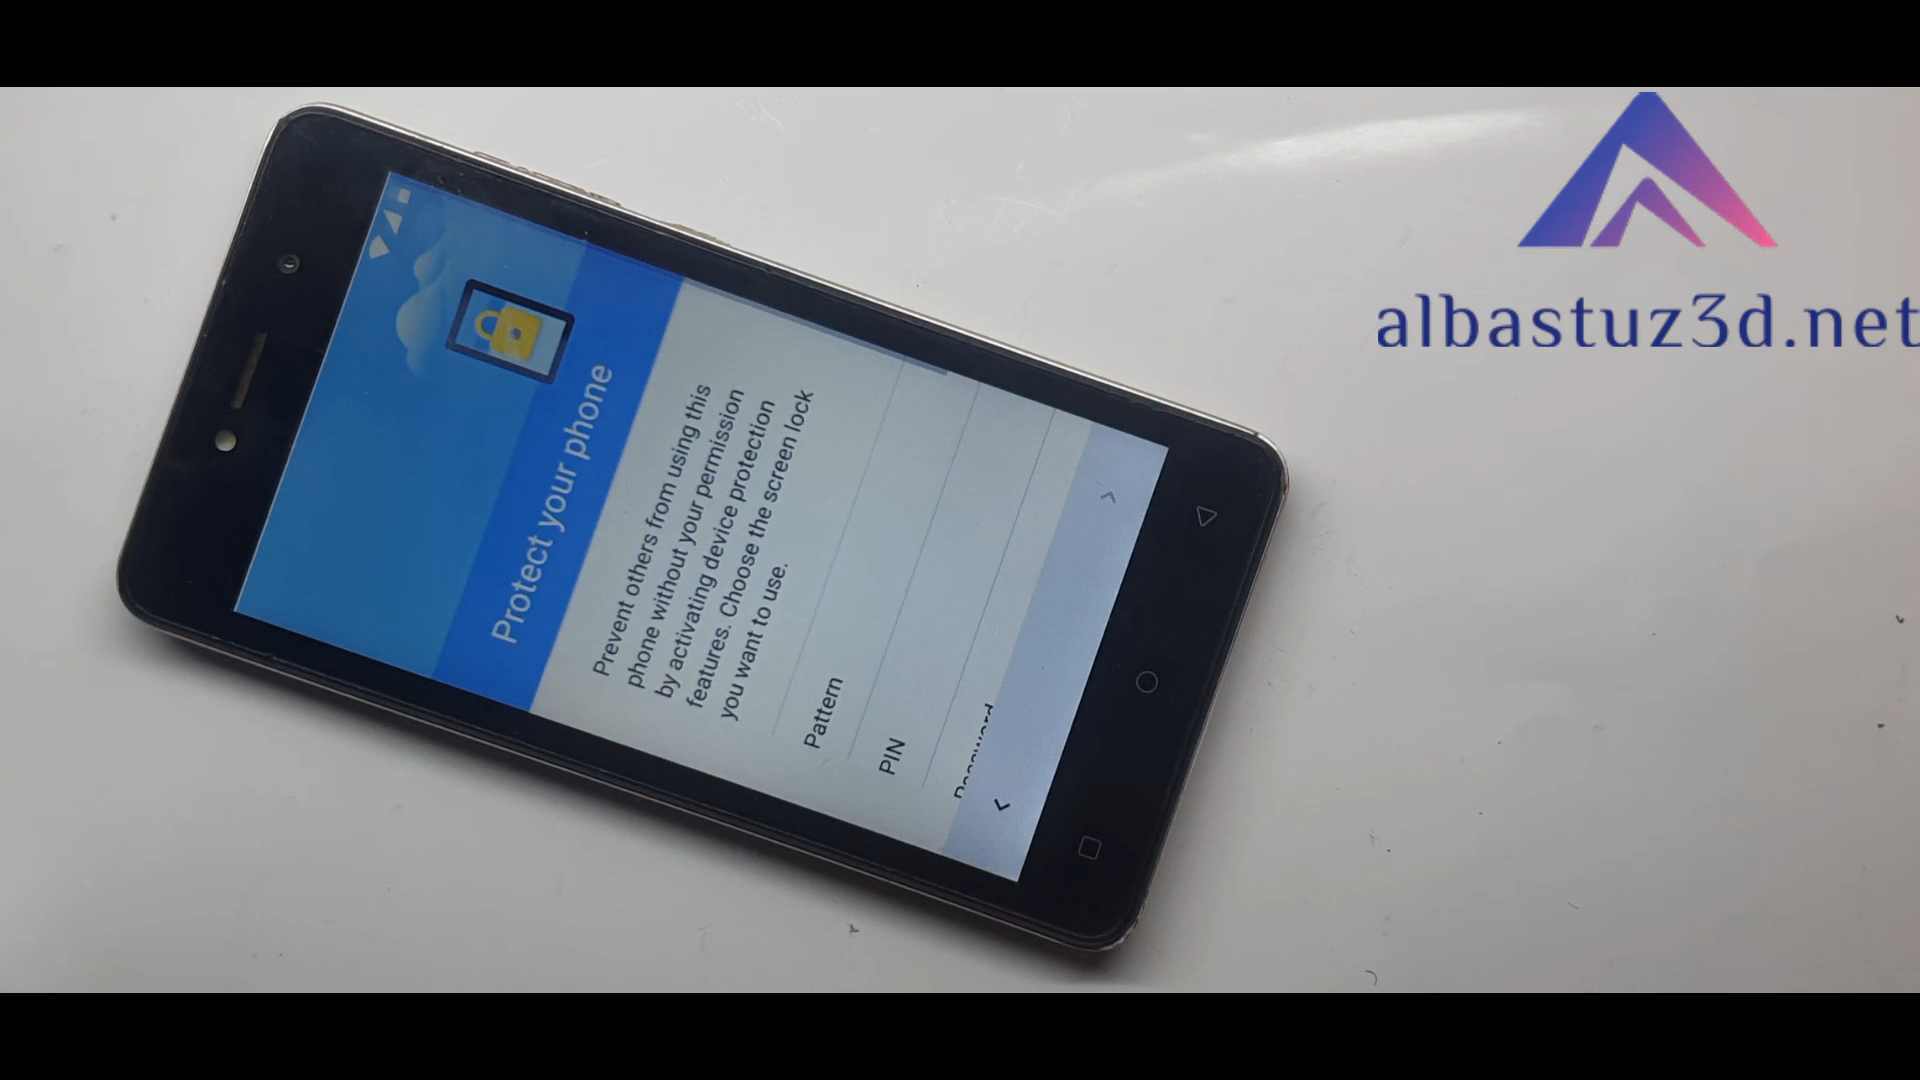 albastuz3d.net
Protect your phone
Prevent others from using this
phone without your permission
by activating device protection
features. Choose the screen lock
you want to use.
Pattern
PIN
Password